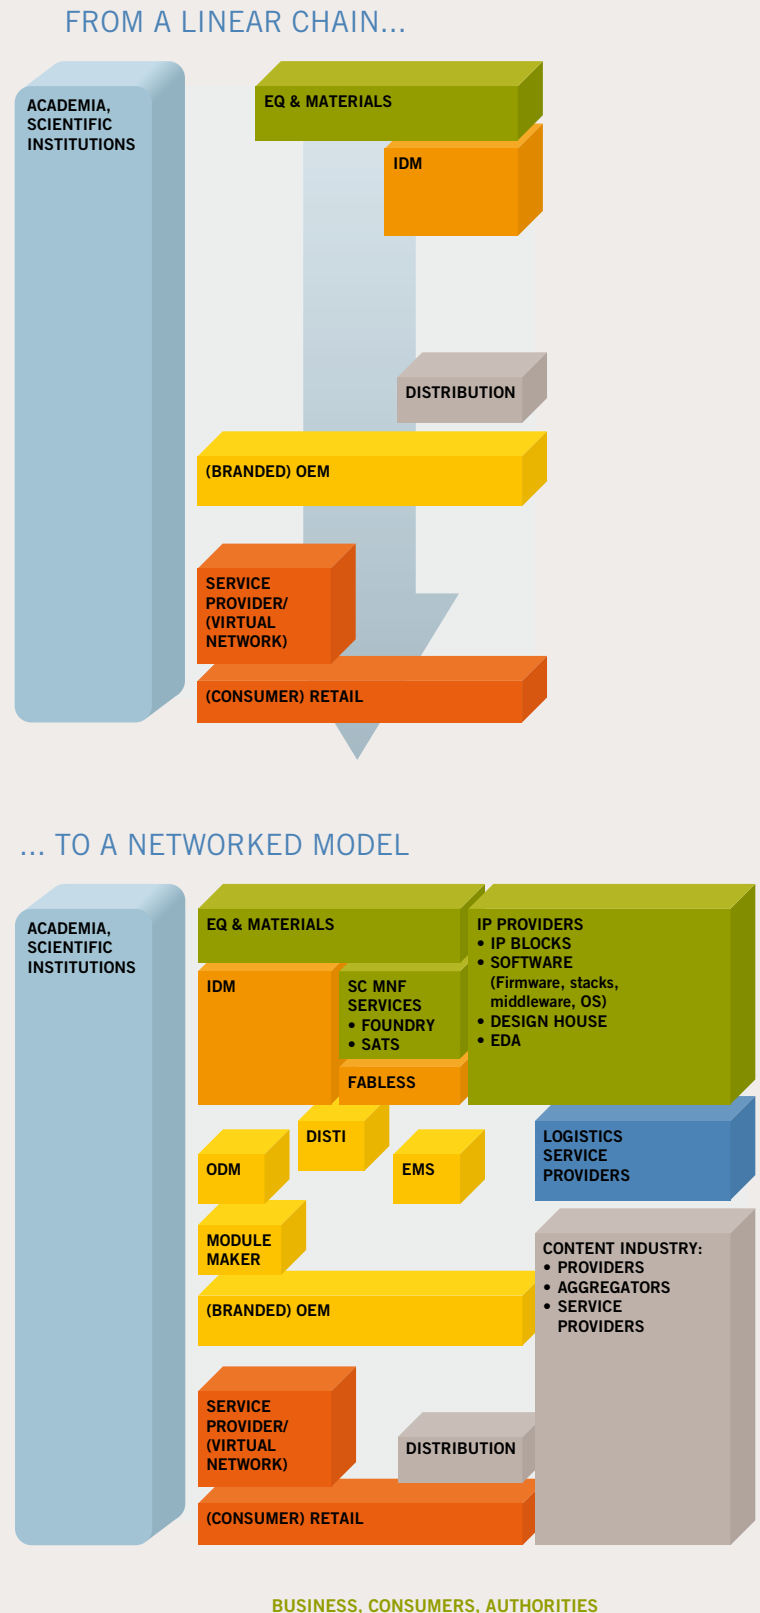 FROM A LINEAR CHAIN...
ACADEMIA,
SCIENTIFIC
INSTITUTIONS
EQ & MATERIALS
IDM
DISTRIBUTION
(BRANDED) OEM
SERVICE
PROVIDER/
(VIRTUAL
NETWORK)
(CONSUMER) RETAIL
... TO A NETWORKED MODEL
ACADEMIA,
SCIENTIFIC
INSTITUTIONS
EQ & MATERIALS
IP PROVIDERS
• IP BLOCKS
• SOFTWARE
(Firmware, stacks,
middleware, OS)
• DESIGN HOUSE
• EDA
IDM
SC MNF
SERVICES
• FOUNDRY
• SATS
FABLESS
DISTI
ODM
EMS
LOGISTICS
SERVICE
PROVIDERS
MODULE
MAKER
CONTENT INDUSTRY:
• PROVIDERS
• AGGREGATORS
• SERVICE
PROVIDERS
(BRANDED) OEM
SERVICE
PROVIDER/
(VIRTUAL
NETWORK)
DISTRIBUTION
(CONSUMER) RETAIL
BUSINESS, CONSUMERS, AUTHORITIES